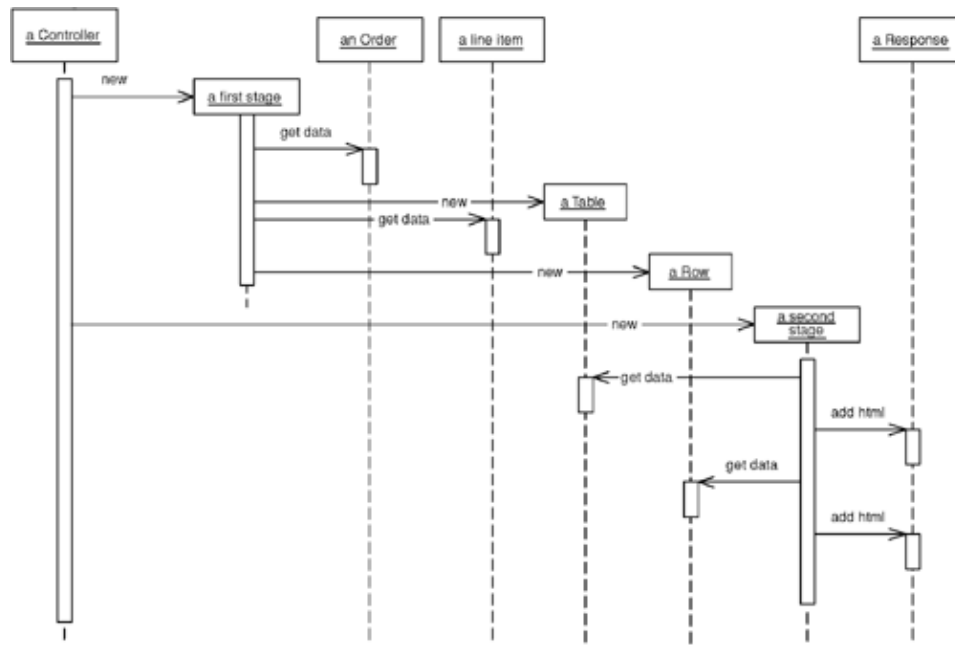 a Controller
an Order
a line item
a Response
new
a first stage
get data
new
a Table
get data
new
a Row
new
a second
stage
get data
add html
get data
add html